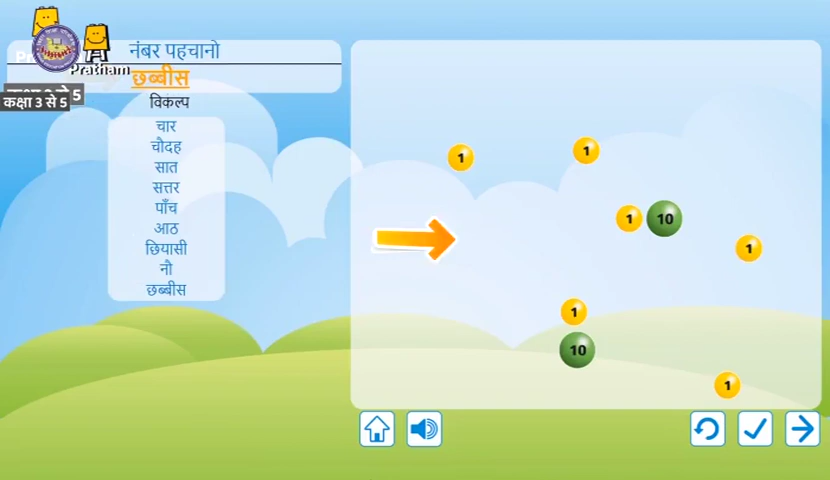 नंबर पहचानो
Pratham
छब्बीस
कक्षा 3 से 5
विकल्प
चार
चौदह
सात
सत्तर
पाँच
आठ
छियासी
नौ
छब्बीस
1
1
1
10
1
1
10
1